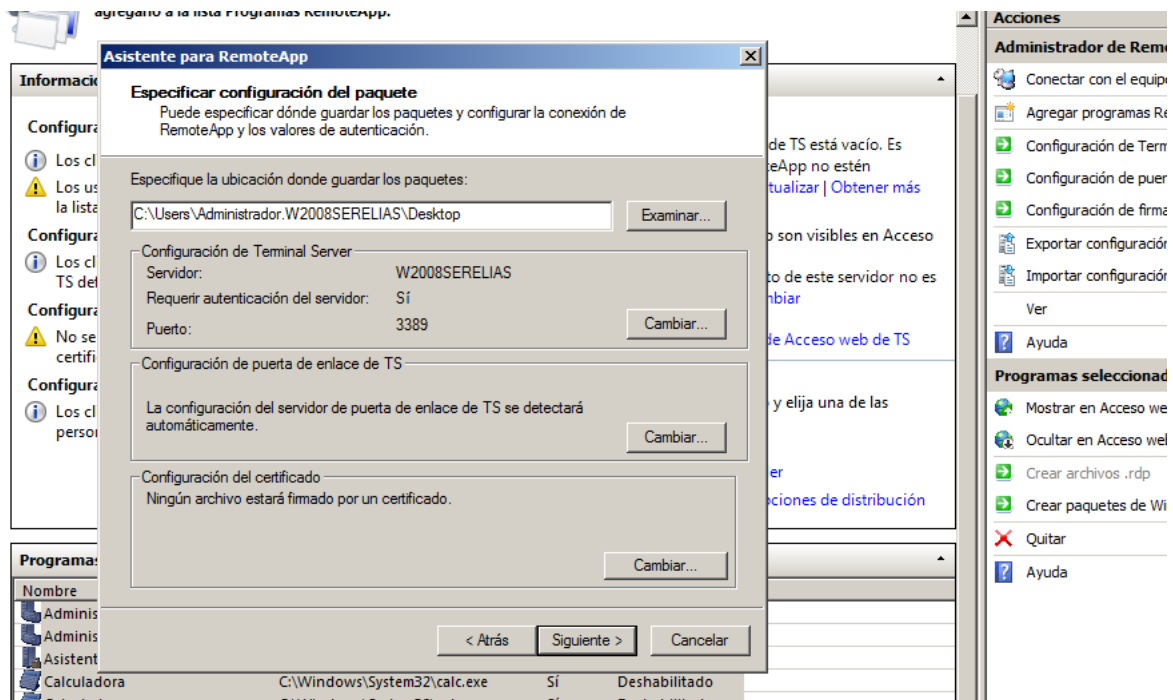 agregarlo a la lista Programas RemoteApp.
Acciones
Asistente para RemoteApp
Administrador de
Informació
Especificar configuración del paquete
Puede especificar dónde guardar los paquetes y configurar la conexión de
RemoteApp y los valores de autenticación.
Conectar con el equipo
Agregar programas
Configura
de TS está vacío. Es
Configuración de
Los cl
eApp no estén
Especifique la ubicación donde guardar los paquetes:
Configuración de
Los us
tualizar | Obtener más
la lista
C:\Users\Administrador.W2008SERELIAS\Desktop
Examinar...
Configuración de firma
Configura
son visibles en Acceso
Exportar configuración
Configuración de Terminal Server
Los cl
Servidor: W2008SERELIAS
to de este servidor no es
Importar configuración
TS def
Requerir autenticación del servidor: Sí
mbiar
Configura
Ver
Puerto: 3389
Cambiar...
No se
de Acceso web de TS
Ayuda
certifi
Configuración de puerta de enlace de TS
Programas seleccionad
Configura
Los cl
La configuración del servidor de puerta de enlace de TS se detectará
automáticamente.
y elija una de las
Mostrar en Acceso we
person
Cambiar...
Ocultar en Acceso web
er
Crear archivos .rdp
Configuración del certificado
Ningún archivo estará firmado por un certificado.
pciones de distribución
Crear paquetes de Wi
Quitar
Programas
Cambiar...
Ayuda
Nombre
Adminis
Adminis
< Atrás
Siguiente >
Cancelar
Asistent
Calculadora C:\Windows\System32\calc.exe Sí Deshabilitado